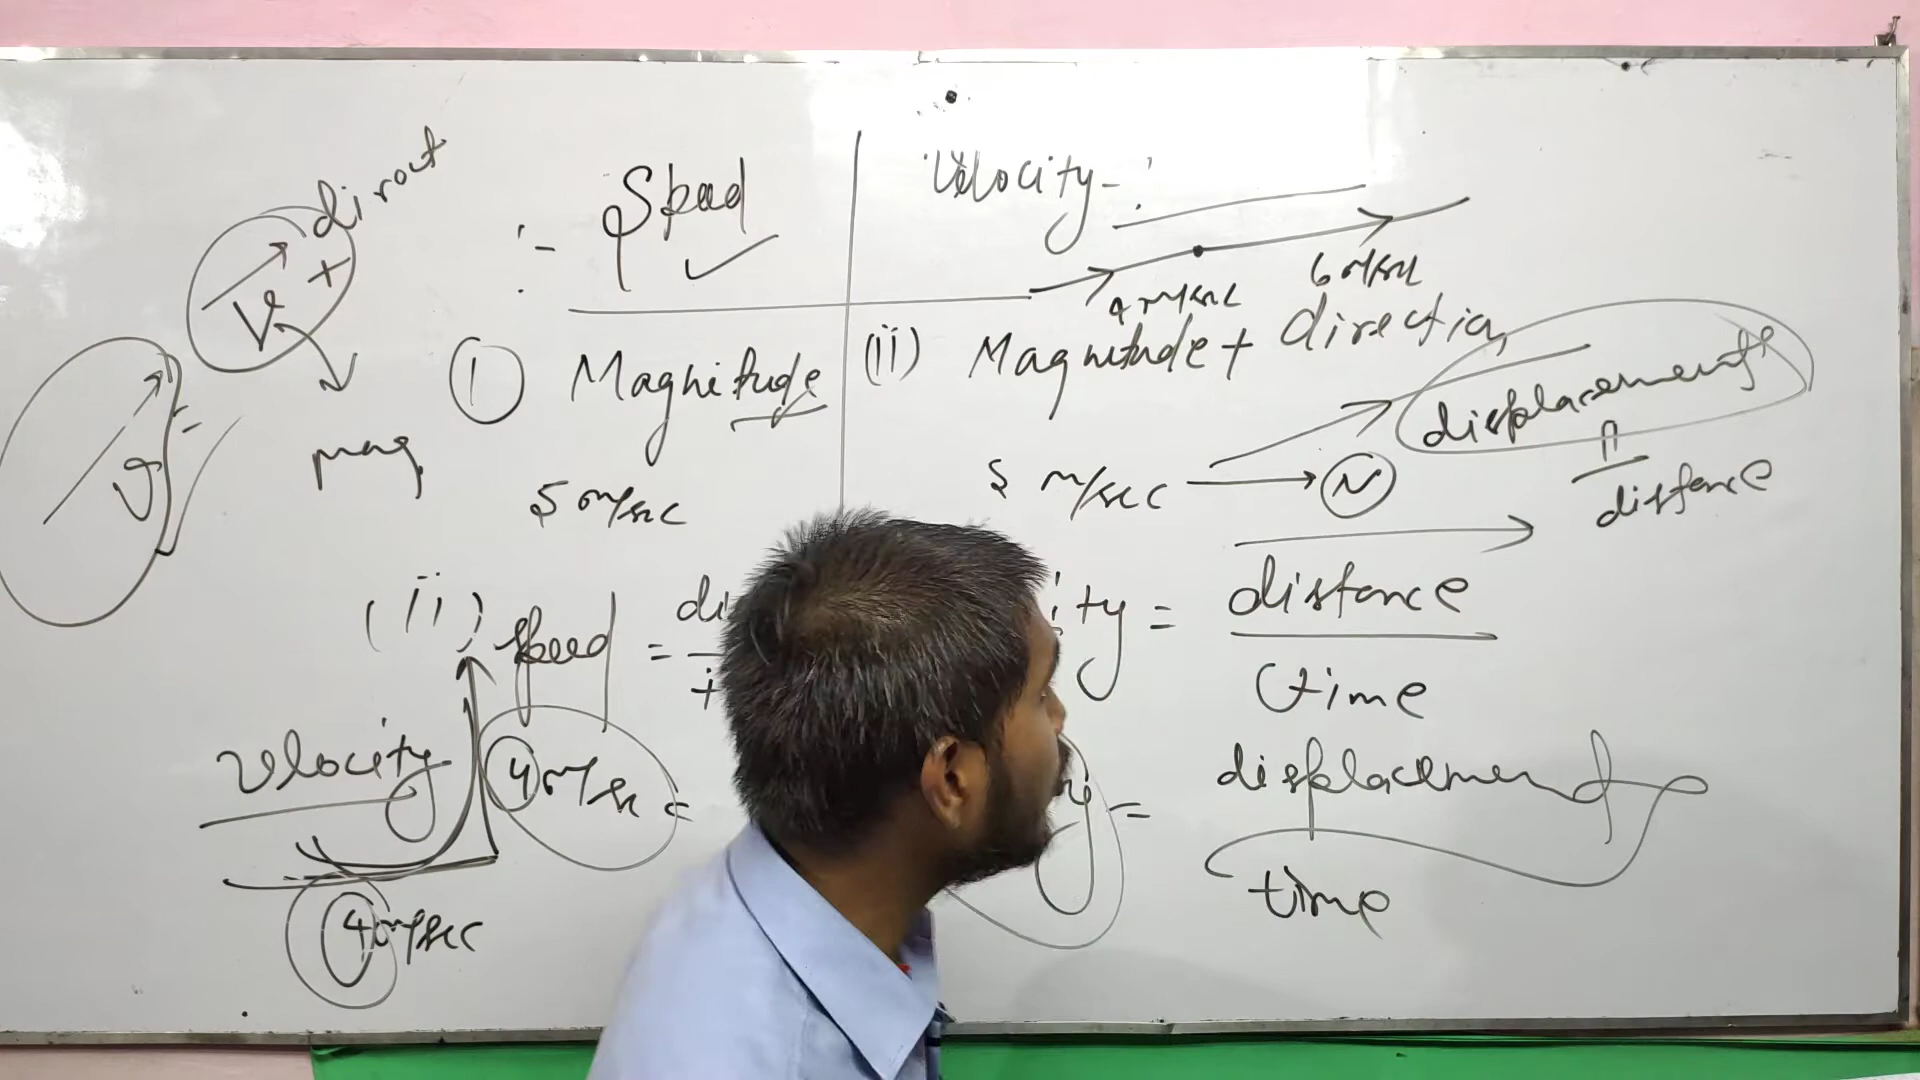 :- Speed
Velocity -:
V + direct
mag
V
4 m/sec
6 m/sec
(1) Magnitude
(ii) Magnitude + direction
5 m/sec
5 m/sec → N
displacement
distance
(ii) speed =
= distance
time
velocity
4 m/se =
4 m/sec
= displacement
time